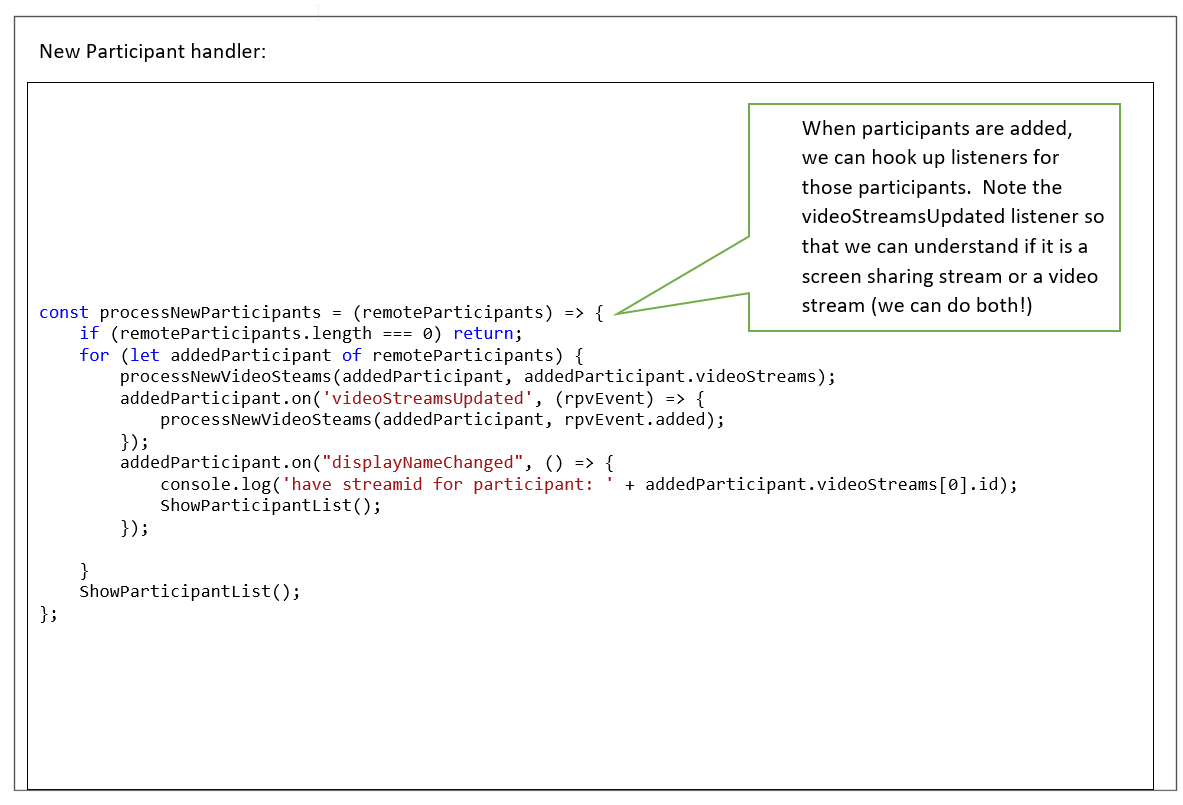 New Participant handler:
When participants are added,
we can hook up listeners for
those participants.  Note the
videoStreamsUpdated listener so
that we can understand if it is a
screen sharing stream or a video
stream (we can do both!)
const processNewParticipants = (remoteParticipants) => {
    if (remoteParticipants.length === 0) return;
    for (let addedParticipant of remoteParticipants) {
        processNewVideoSteams(addedParticipant, addedParticipant.videoStreams);
        addedParticipant.on('videoStreamsUpdated', (rpvEvent) => {
            processNewVideoSteams(addedParticipant, rpvEvent.added);
        });
        addedParticipant.on("displayNameChanged", () => {
            console.log('have streamid for participant: ' + addedParticipant.videoStreams[0].id);
            ShowParticipantList();
        });
    }
    ShowParticipantList();
};